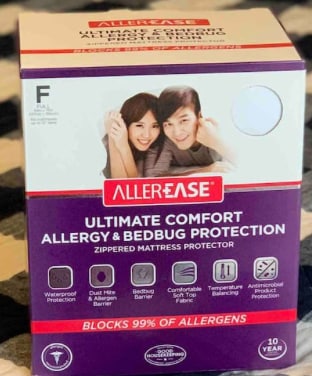 ALLEREASE
ULTIMATE COMFORT
ALLERGY & BEDBUG PROTECTION
ZIPPERED MATTRESS PROTECTOR
BLOCKS 99% OF ALLERGENS
F
FULL
ALLEREASE®
ULTIMATE COMFORT
ALLERGY & BEDBUG PROTECTION
ZIPPERED MATTRESS PROTECTOR
Waterproof
Protection
Dust Mite
& Allergen
Barrier
Bedbug
Barrier
Comfortable
Soft Top
Fabric
Temperature
Balancing
Antimicrobial
Product
Protection
BLOCKS 99% OF ALLERGENS
GOOD
HOUSEKEEPING
10
YEAR